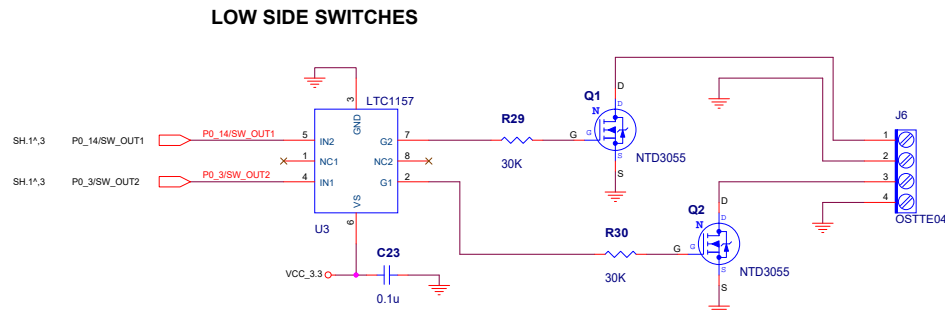 LOW SIDE SWITCHES
LTC1157
3
GND
SH.1^,3 P0_14/SW_OUT1 P0_14/SW_OUT1 5 IN2 G2 7
1 NC1 NC2 8
SH.1^,3 P0_3/SW_OUT2 P0_3/SW_OUT2 4 IN1 G1 2
VS
6
U3
VCC_3.3
C23
0.1u
R29
30K
Q1
N
D
D
G
G
S
S
NTD3055
R30
30K
Q2
N
D
D
G
G
S
S
NTD3055
J6
1
2
3
4
OSTTE04